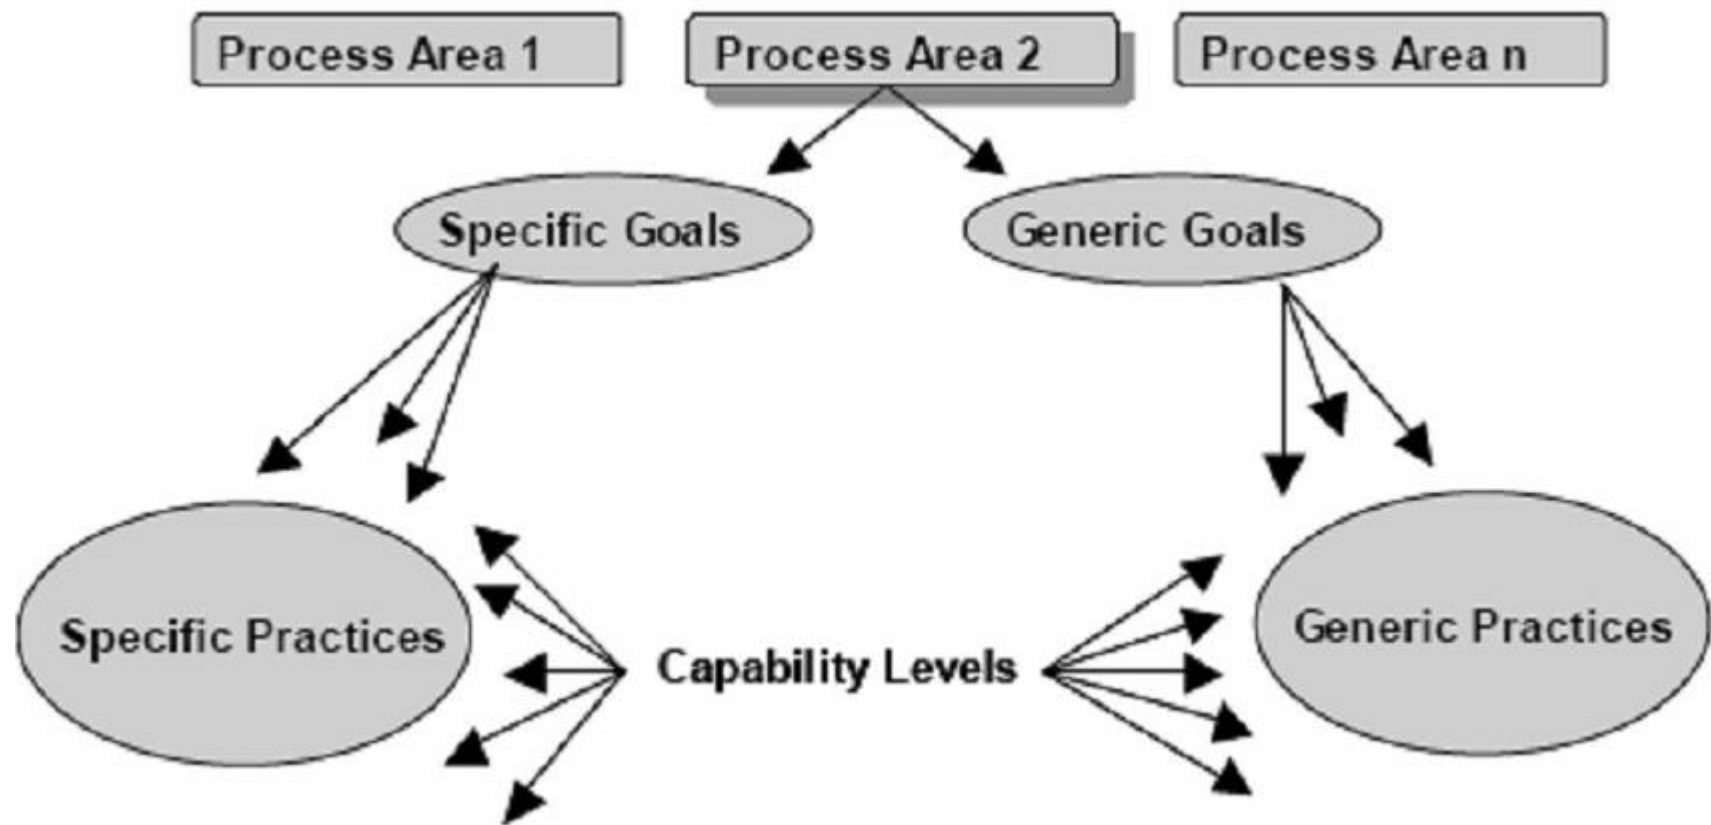 Process Area 1
Process Area 2
Process Area n
Specific Goals
Generic Goals
Specific Practices
Capability Levels
Generic Practices